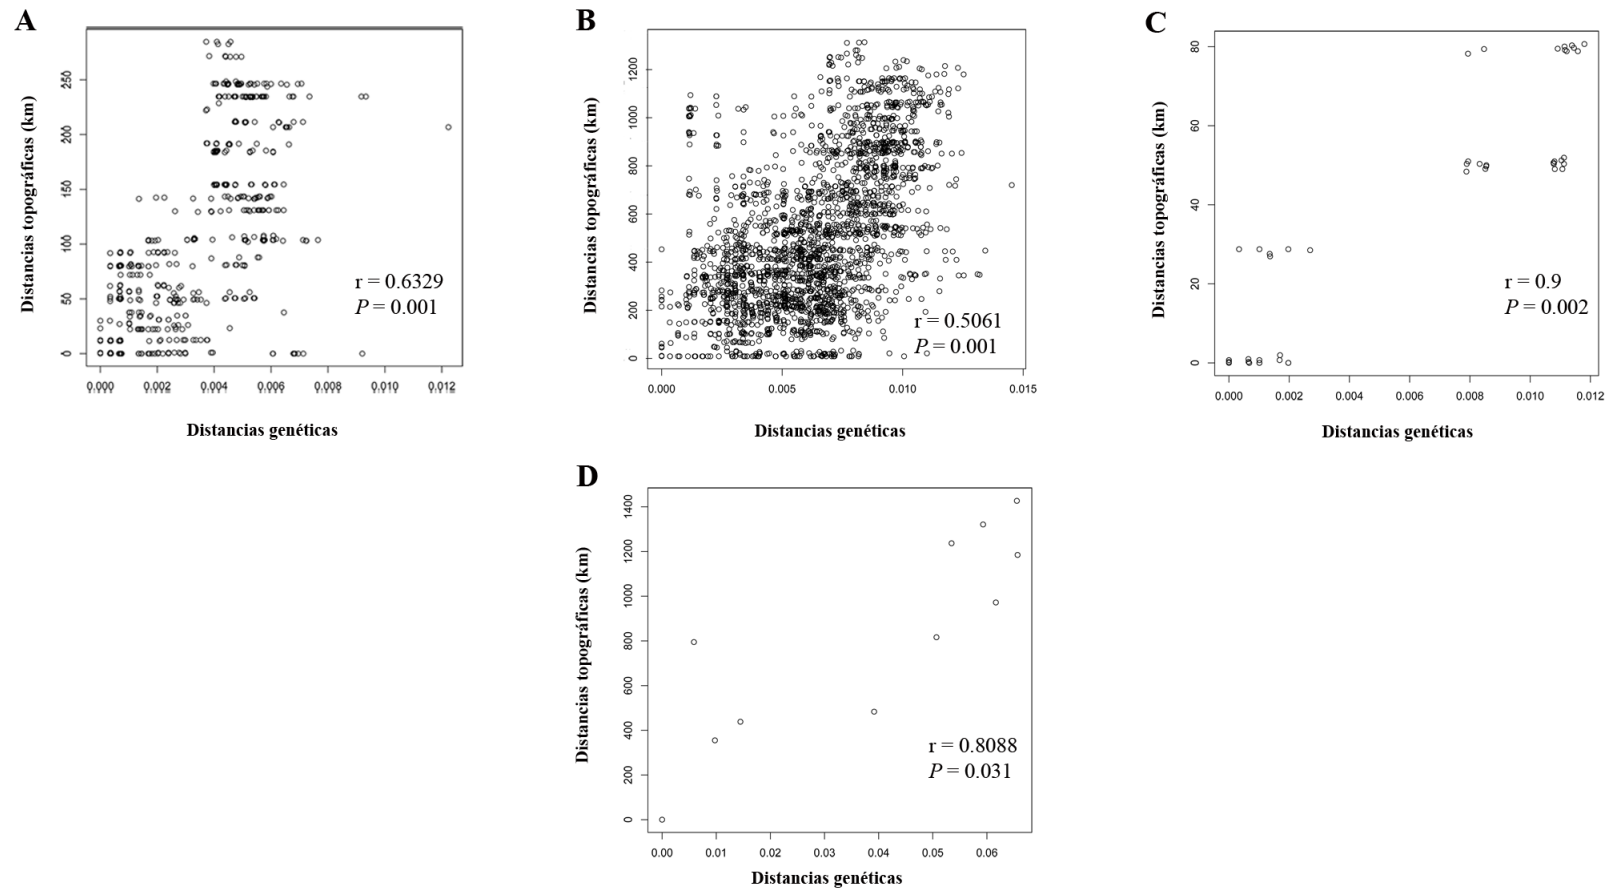 A
Distancias topográficas (km)
0 50 100 150 200 250
r = 0.6329
P = 0.001
0.000 0.002 0.004 0.006 0.008 0.010 0.012
Distancias genéticas
B
Distancias topográficas (km)
0 200 400 600 800 1000 1200
r = 0.5061
P = 0.001
0.000 0.005 0.010 0.015
Distancias genéticas
C
Distancias topográficas (km)
0 20 40 60 80
r = 0.9
P = 0.002
0.000 0.002 0.004 0.006 0.008 0.010 0.012
Distancias genéticas
D
Distancias topográficas (km)
0 200 400 600 800 1000 1200 1400
r = 0.8088
P = 0.031
0.00 0.01 0.02 0.03 0.04 0.05 0.06
Distancias genéticas